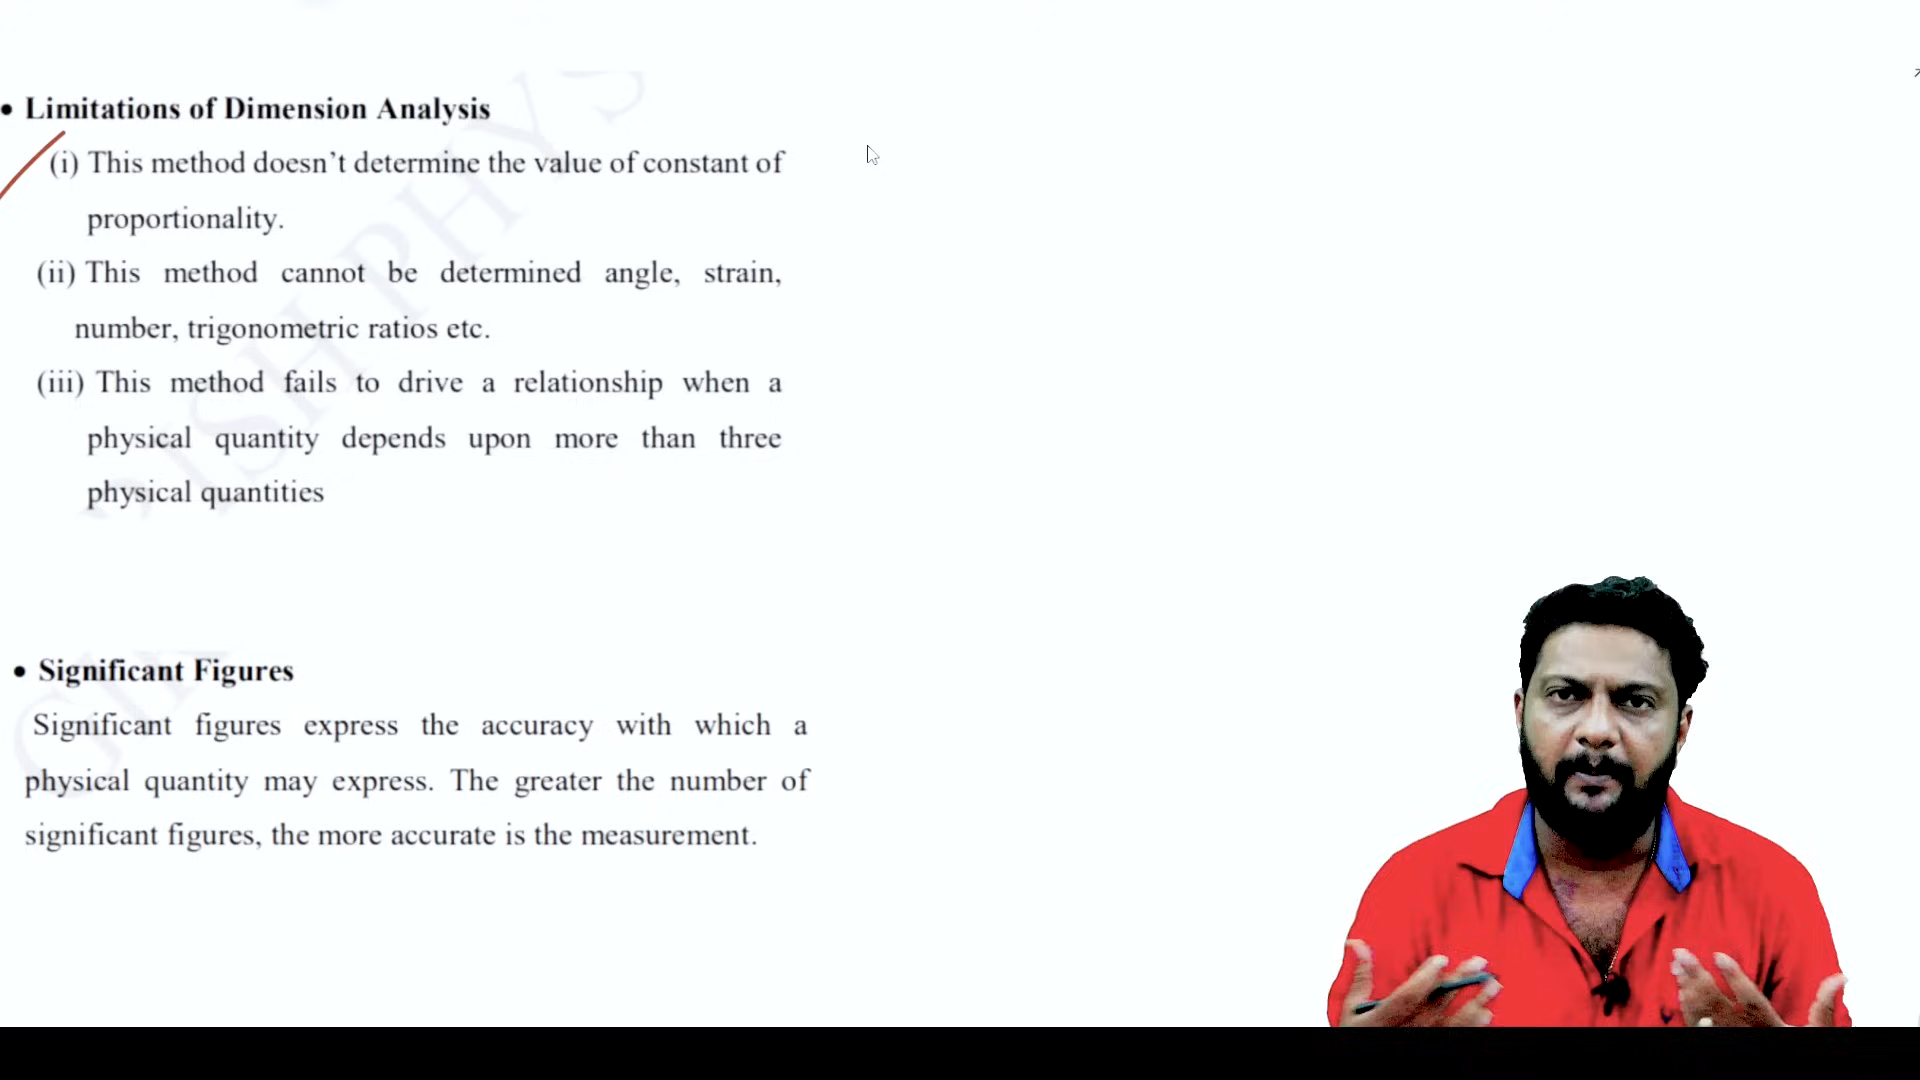 • Limitations of Dimension Analysis
(i) This method doesn’t determine the value of constant of
proportionality.
(ii) This method cannot be determined angle, strain,
number, trigonometric ratios etc.
(iii) This method fails to drive a relationship when a
physical quantity depends upon more than three
physical quantities
• Significant Figures
Significant figures express the accuracy with which a
physical quantity may express. The greater the number of
significant figures, the more accurate is the measurement.